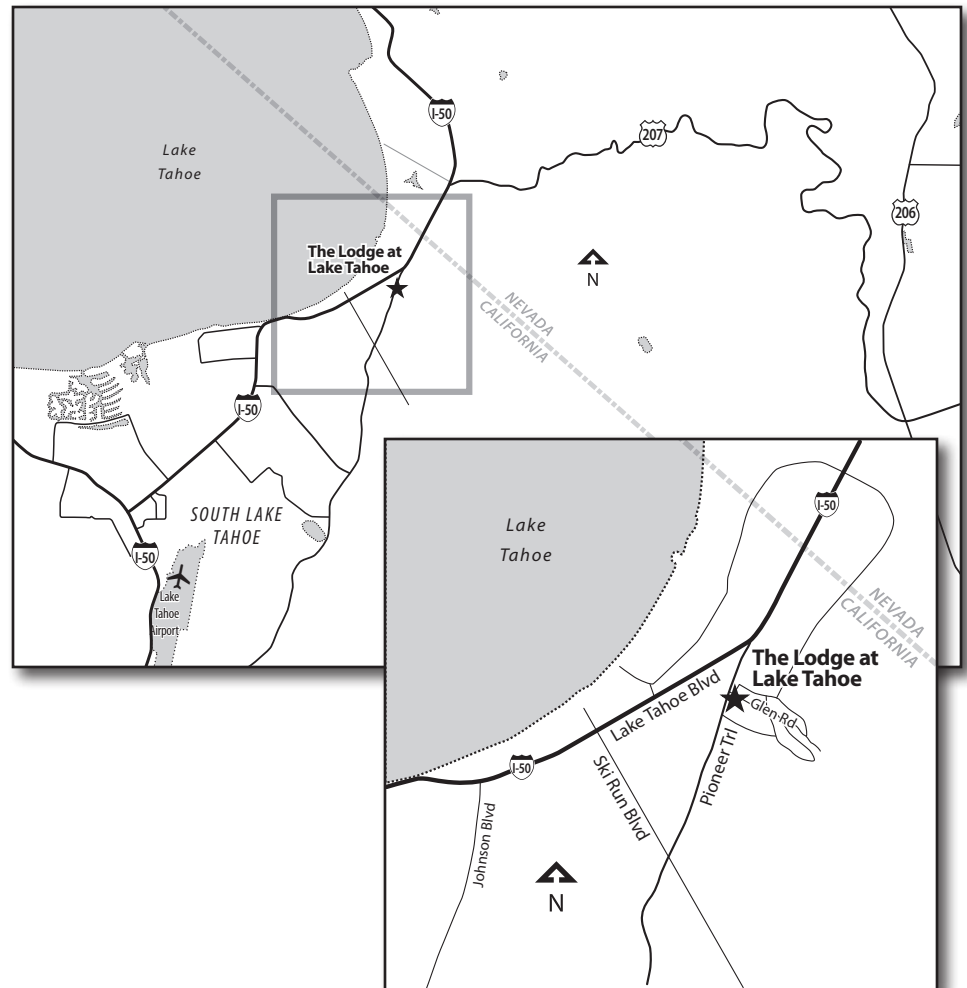 I-50
207
Lake
Tahoe
206
The Lodge at
Lake Tahoe
N
NEVADA
CALIFORNIA
I-50
SOUTH LAKE
TAHOE
I-50
Lake
Tahoe
Airport
I-50
Lake
Tahoe
NEVADA
CALIFORNIA
The Lodge at
Lake Tahoe
Lake Tahoe Blvd
Glen Rd
Pioneer Trl
I-50
Ski Run Blvd
Johnson Blvd
N